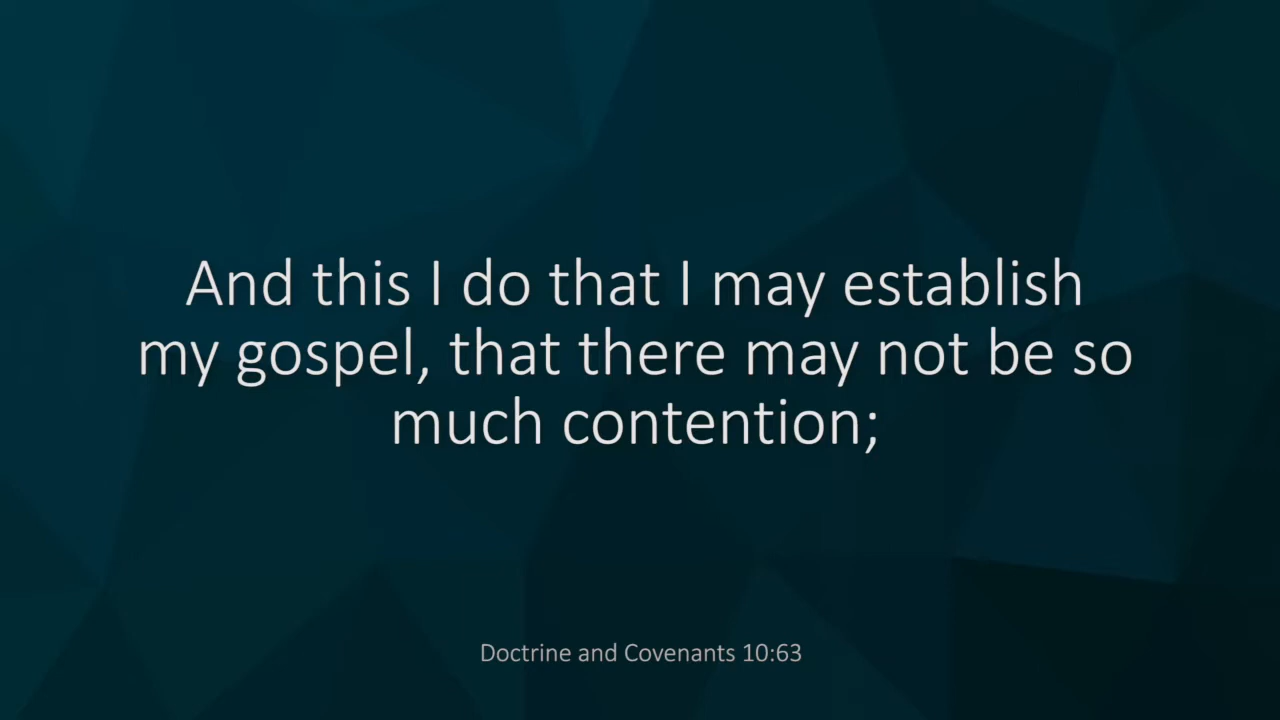 And this I do that I may establish
my gospel, that there may not be so
much contention;
Doctrine and Covenants 10:63